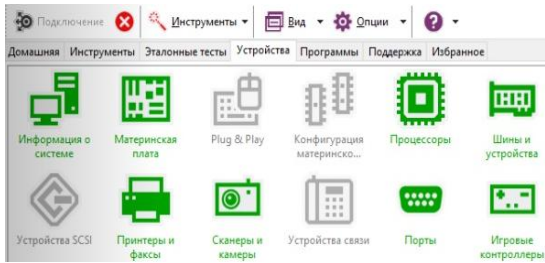 Подключение Инструменты Вид Опции
Домашняя Инструменты Эталонные тесты Устройства Программы Поддержка Избранное
Информация о системе
Материнская плата
Plug & Play
Конфигурация материнско...
Процессоры
Шины и устройства
Устройства SCSI
Принтеры и факсы
Сканеры и камеры
Устройства связи
Порты
Игровые контроллеры